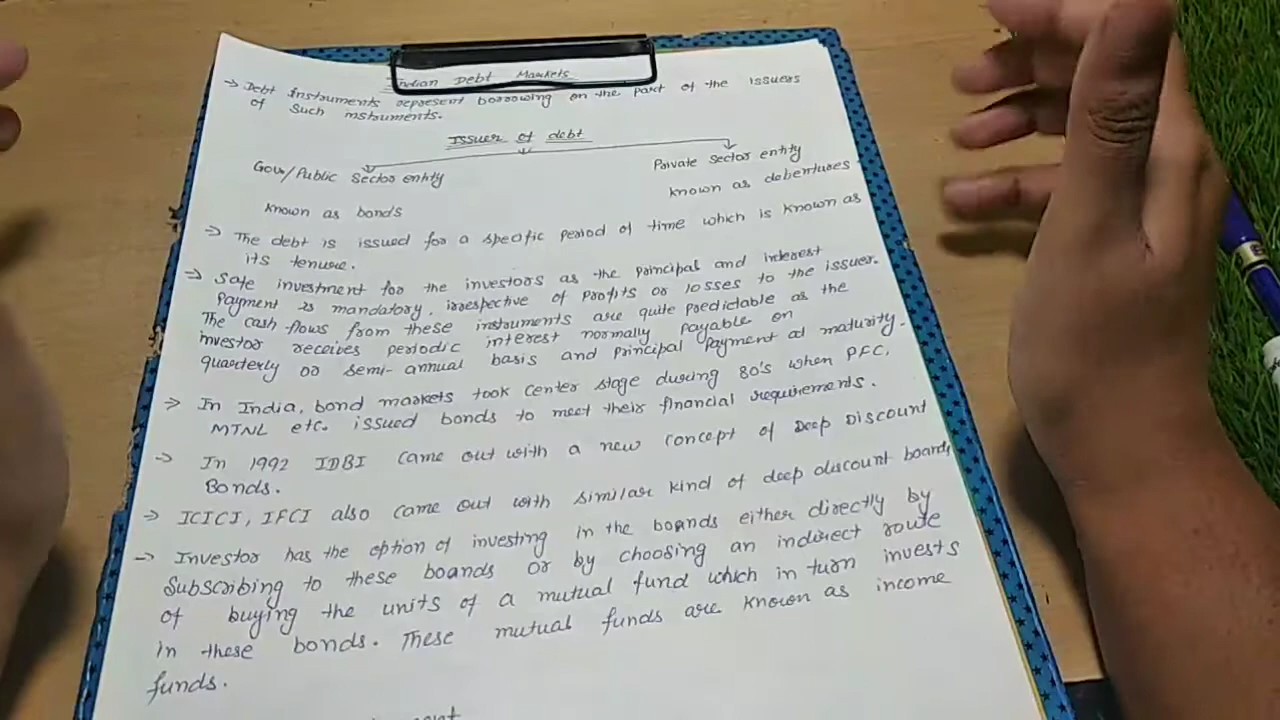 Indian Debt Markets
→ Debt Instruments represent borrowing on the part of the issuers
of such instruments.
Issuer of debt
Gov/Public Sector entity
Private sector entity
known as bonds
known as debentures.
→ The debt is issued for a specific period of time which is known as
its tenure.
→ Safe investment for the investors as the principal and interest
payment is mandatory, irrespective of profits or losses to the issuer.
The cash flows from these instruments are quite predictable as the
investor receives periodic interest normally payable on
quarterly or semi-annual basis and principal payment at maturity.
→ In India, bond markets took center stage during 80's when PFC,
MTNL etc. issued bonds to meet their financial requirements.
→ In 1992 IDBI came out with a new concept of Deep Discount
Bonds.
→ ICICI, IFCI also came out with similar kind of deep discount boands
→ Investor has the option of investing in the boands either directly by
subscribing to these boands or by choosing an indirect route
of buying the units of a mutual fund which in turn invests
in these bonds. These mutual funds are known as income
funds.